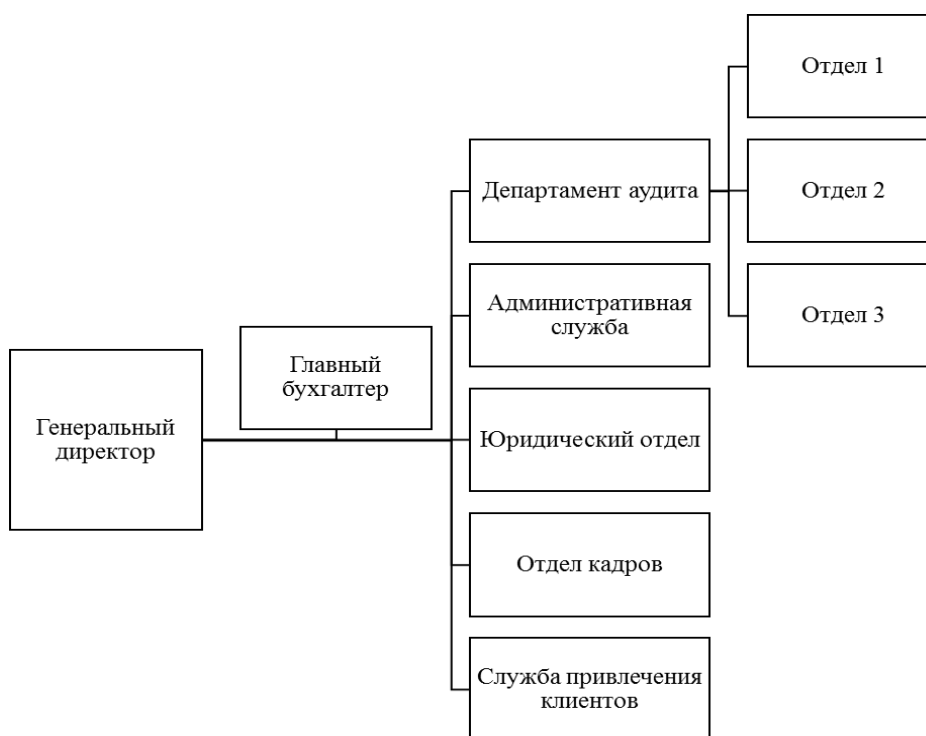 Отдел 1
Департамент аудита
Отдел 2
Административная
служба
Отдел 3
Главный
бухгалтер
Генеральный
директор
Юридический отдел
Отдел кадров
Служба привлечения
клиентов